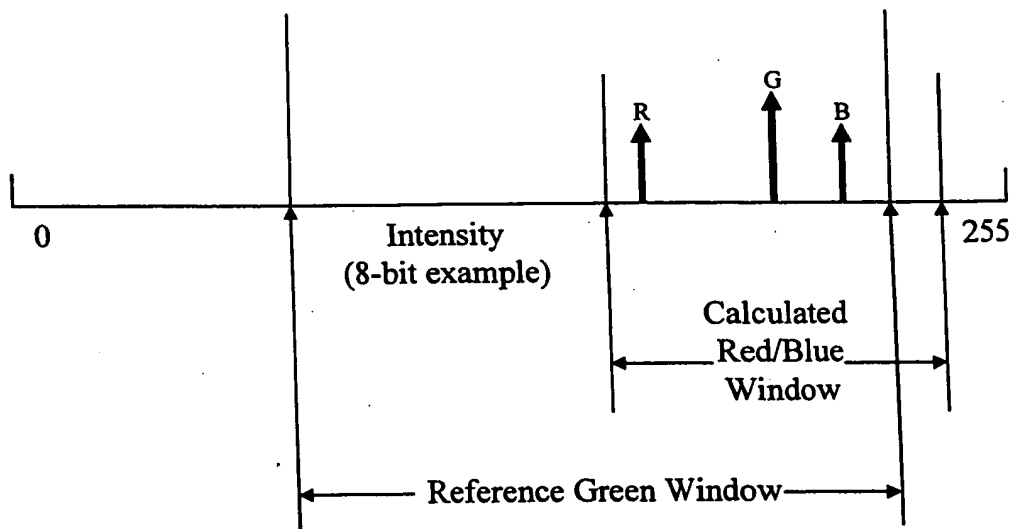 R
G
B
0
Intensity
(8-bit example)
255
Calculated
Red/Blue
Window
Reference Green Window